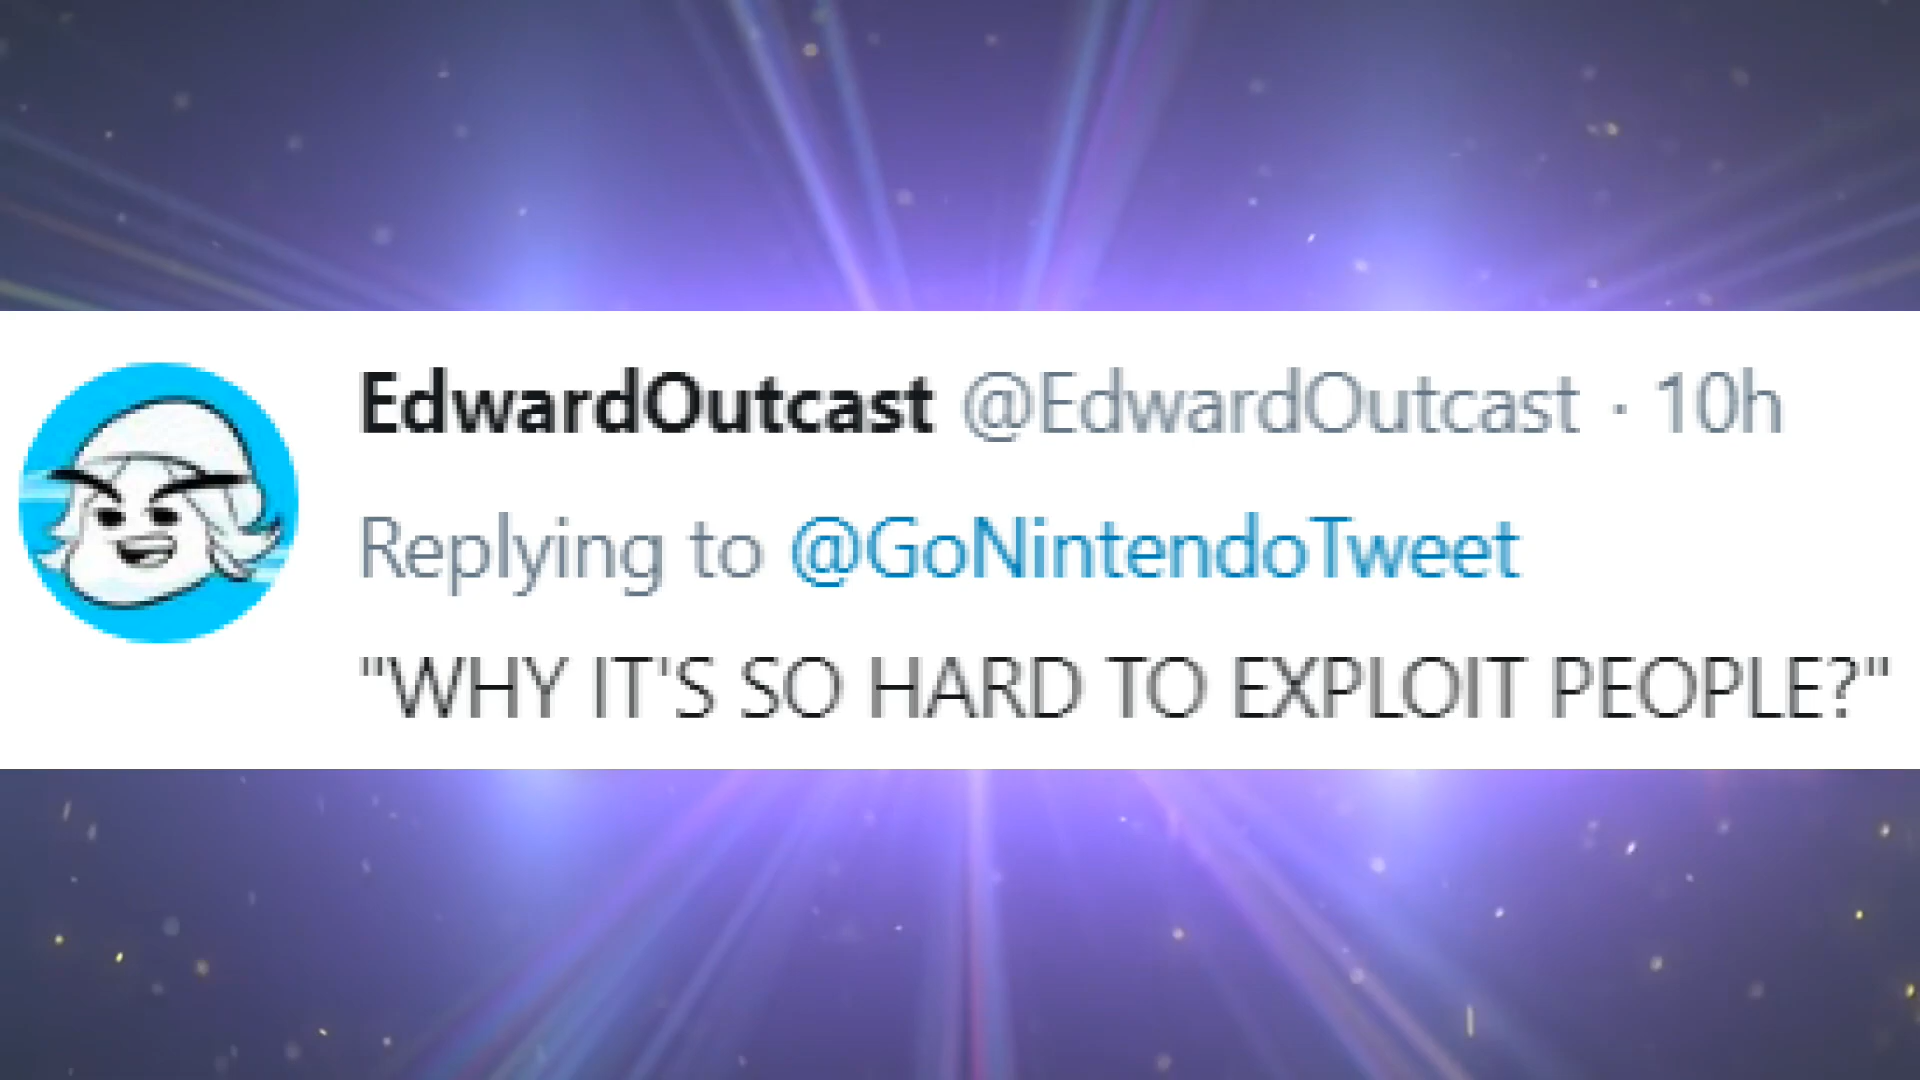 EdwardOutcast @EdwardOutcast · 10h
Replying to @GoNintendoTweet
"WHY IT'S SO HARD TO EXPLOIT PEOPLE?"